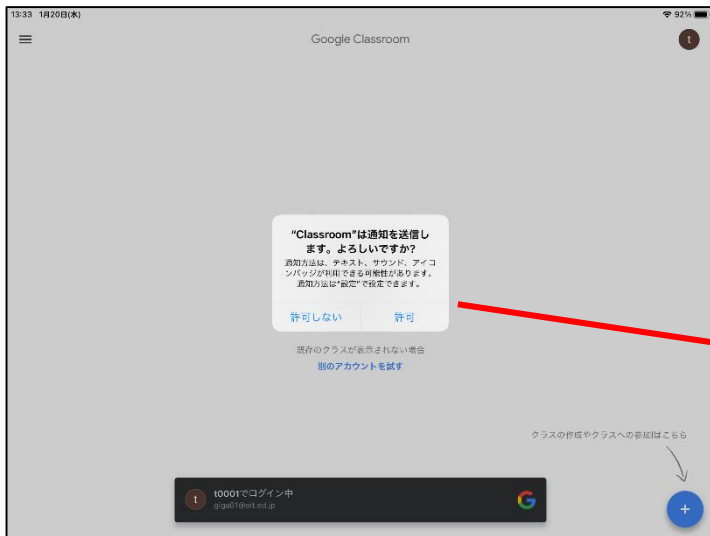 13:33 1月20日(水)
92%
Google Classroom
t
“Classroom”は通知を送信し
ます。よろしいですか?
通知方法は、テキスト、サウンド、アイコ
ンバッジが利用できる可能性があります。
通知方法は“設定”で設定できます。
許可しない 許可
既存のクラスが表示されない場合
別のアカウントを試す
クラスの作成やクラスへの参加はこちら
t t0001でログイン中
giga01@oit.ed.jp
G
+